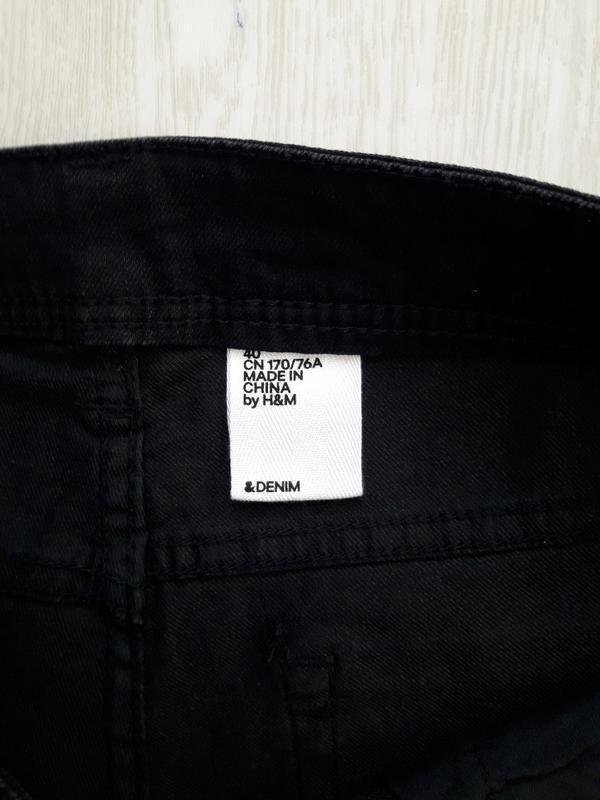 40
CN 170/76A
MADE IN
CHINA
by H&M
&DENIM